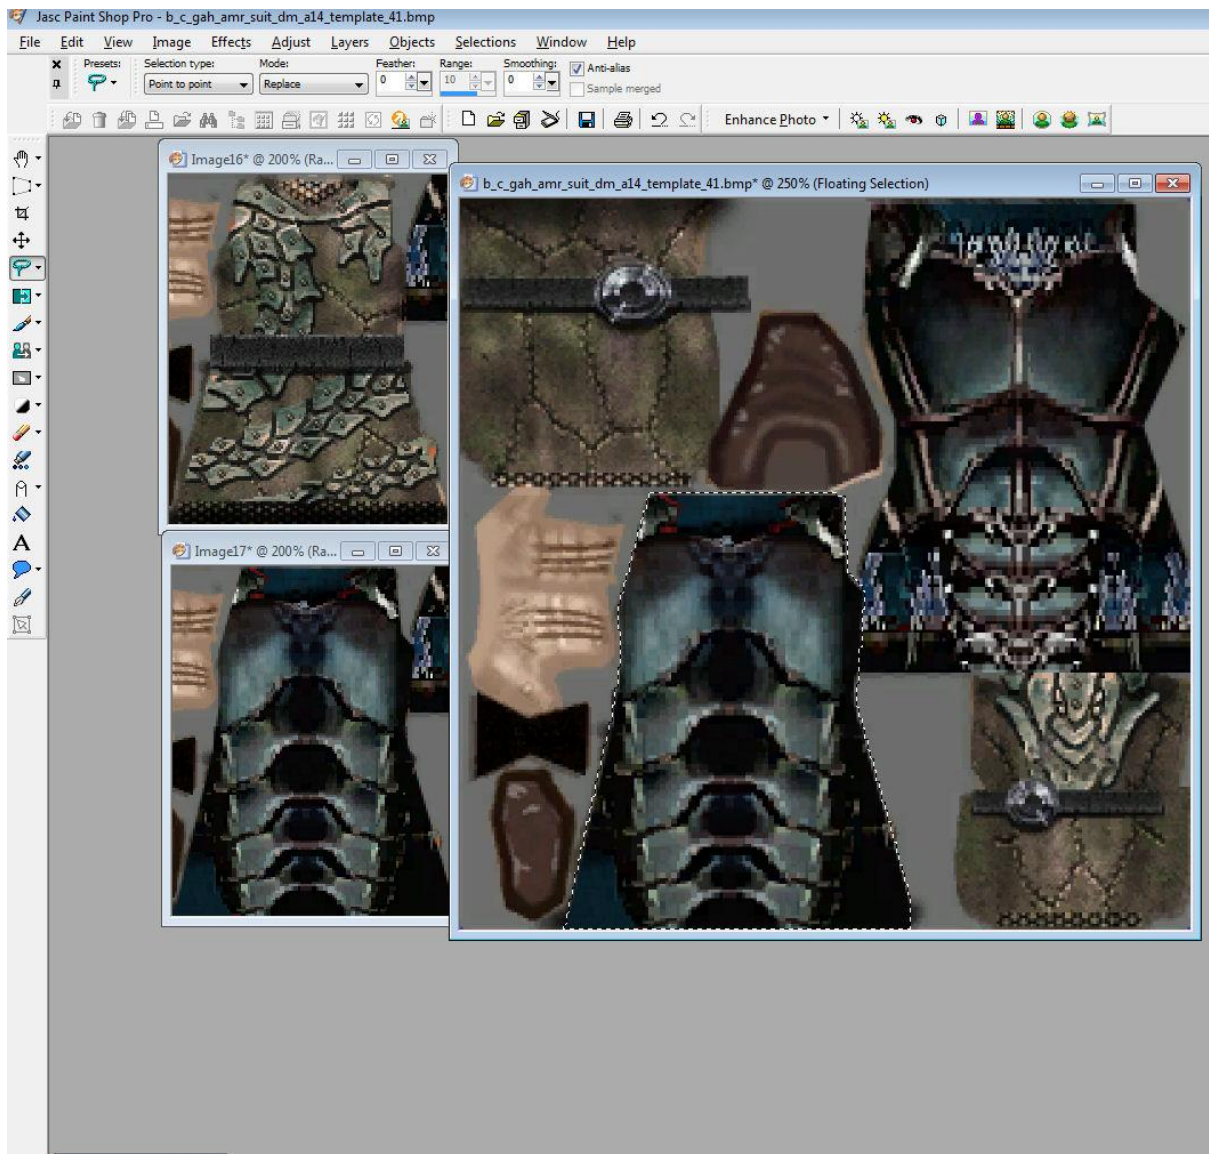 Jasc Paint Shop Pro - b_c_gah_amr_suit_dm_a14_template_41.bmp
File Edit View Image Effects Adjust Layers Objects Selections Window Help
Presets: Selection type: Mode: Feather: Range: Smoothing: Anti-alias
Point to point Replace 0 10 0 Sample merged
Enhance Photo
Image16* @ 200% (Ra...
b_c_gah_amr_suit_dm_a14_template_41.bmp* @ 250% (Floating Selection)
Image17* @ 200% (Ra...